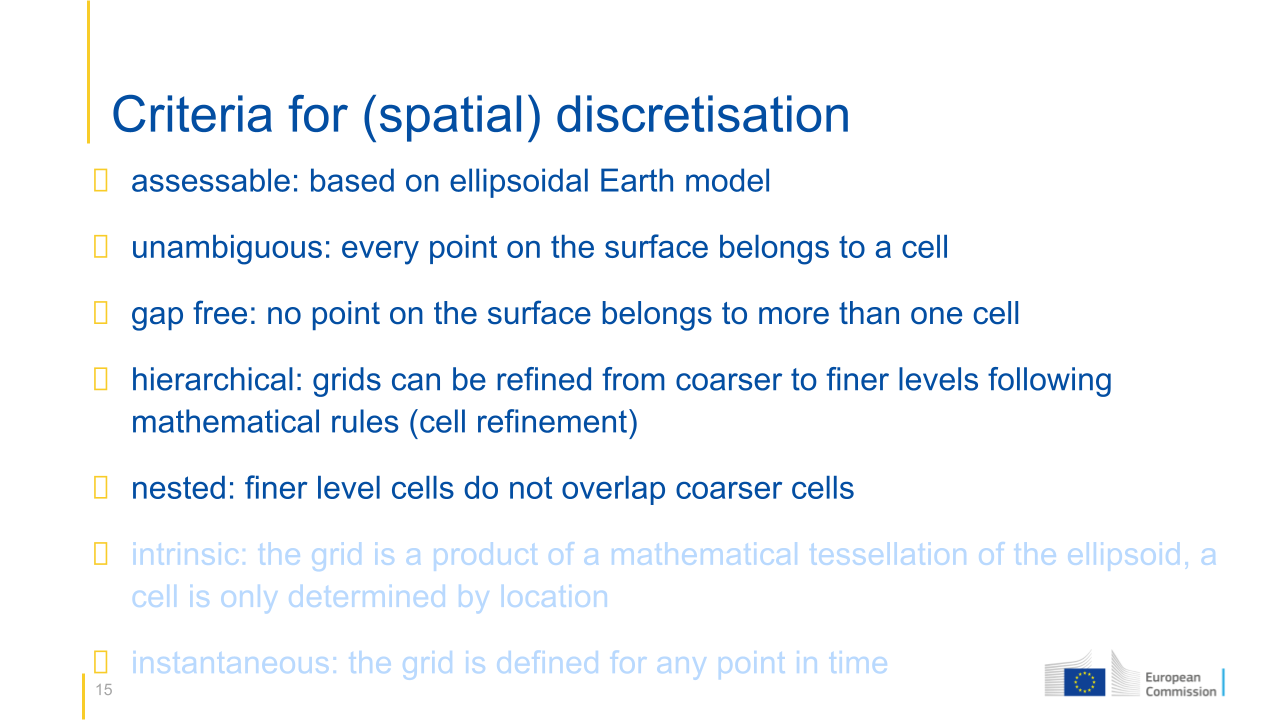 Criteria for (spatial) discretisation
assessable: based on ellipsoidal Earth model
unambiguous: every point on the surface belongs to a cell
gap free: no point on the surface belongs to more than one cell
hierarchical: grids can be refined from coarser to finer levels following
mathematical rules (cell refinement)
nested: finer level cells do not overlap coarser cells
intrinsic: the grid is a product of a mathematical tessellation of the ellipsoid, a
cell is only determined by location
instantaneous: the grid is defined for any point in time
15
European
Commission